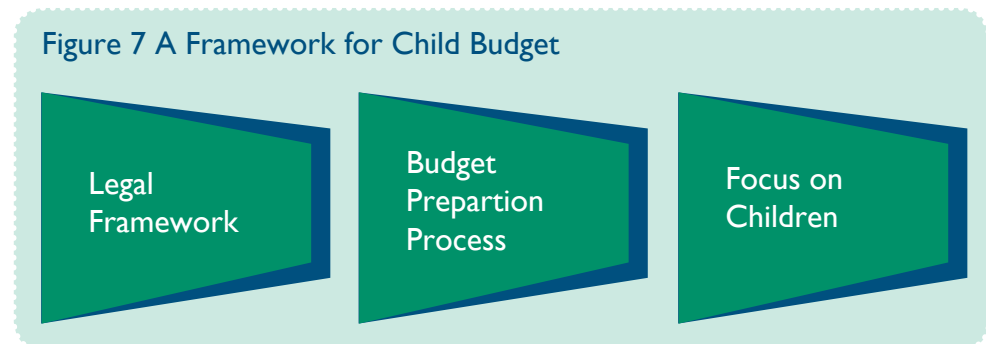 Figure 7 A Framework for Child Budget
Legal
Framework
Budget
Prepartion
Process
Focus on
Children